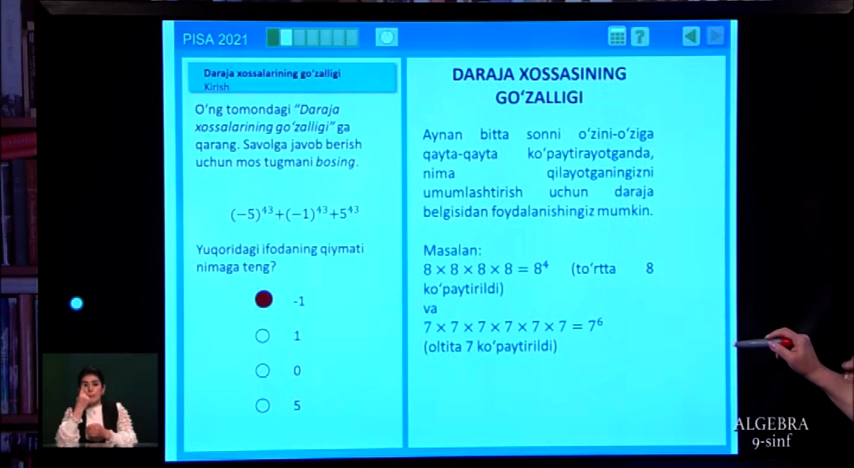 PISA 2021
?
Daraja xossalarining go‘zalligi
Kirish
O‘ng tomondagi “Daraja
xossalarining go‘zalligi” ga
qarang. Savolga javob berish
uchun mos tugmani bosing.
(−5)⁴³+(−1)⁴³+5⁴³
Yuqoridagi ifodaning qiymati
nimaga teng?
-1
1
0
5
DARAJA XOSSASINING
GO‘ZALLIGI
Aynan bitta sonni o‘zini-o‘ziga
qayta-qayta ko‘paytirayotganda,
nima qilayotganingizni
umumlashtirish uchun daraja
belgisidan foydalanishingiz mumkin.
Masalan:
8 × 8 × 8 × 8 = 8⁴ (to‘rtta 8
ko‘paytirildi)
va
7 × 7 × 7 × 7 × 7 × 7 = 7⁶
(oltita 7 ko‘paytirildi)
ALGEBRA
9-sinf